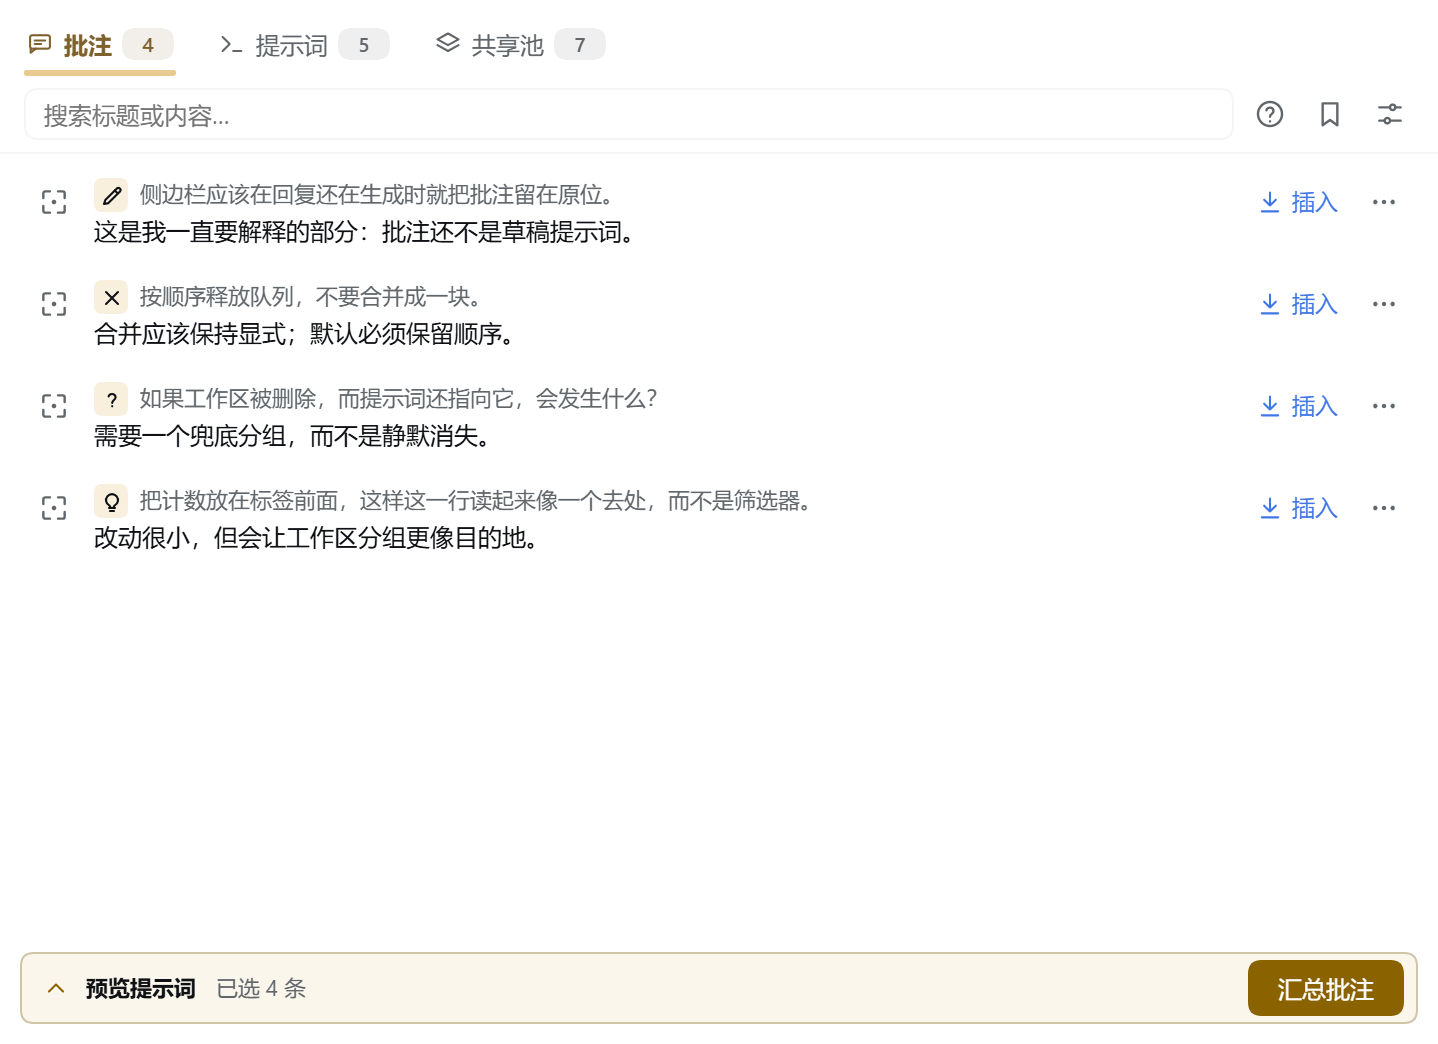 批注 4 提示词 5 共享池 7
搜索标题或内容...
侧边栏应该在回复还在生成时就把批注留在原位。
这是我一直要解释的部分：批注还不是草稿提示词。
插入
按顺序释放队列，不要合并成一块。
合并应该保持显式；默认必须保留顺序。
插入
? 如果工作区被删除，而提示词还指向它，会发生什么？
需要一个兜底分组，而不是静默消失。
插入
把计数放在标签前面，这样这一行读起来像一个去处，而不是筛选器。
改动很小，但会让工作区分组更像目的地。
插入
预览提示词 已选 4 条 汇总批注